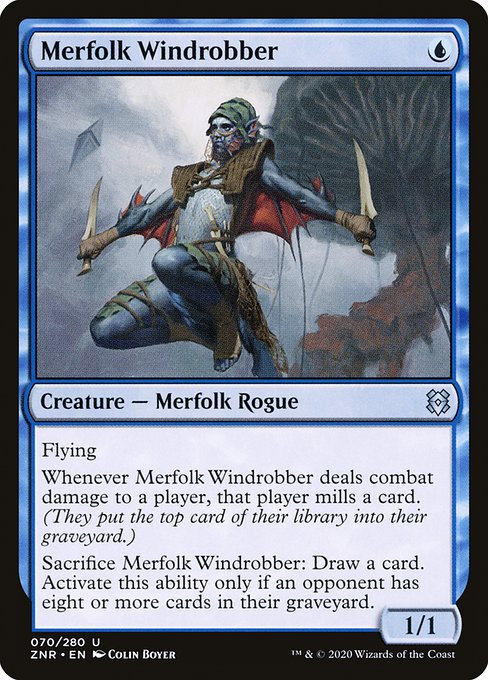 Merfolk Windrobber
Creature — Merfolk Rogue
Flying
Whenever Merfolk Windrobber deals combat
damage to a player, that player mills a card.
(They put the top card of their library into their
graveyard.)
Sacrifice Merfolk Windrobber: Draw a card.
Activate this ability only if an opponent has
eight or more cards in their graveyard.
1/1
070/280 U
ZNR • EN Colin Boyer
™ & © 2020 Wizards of the Coast